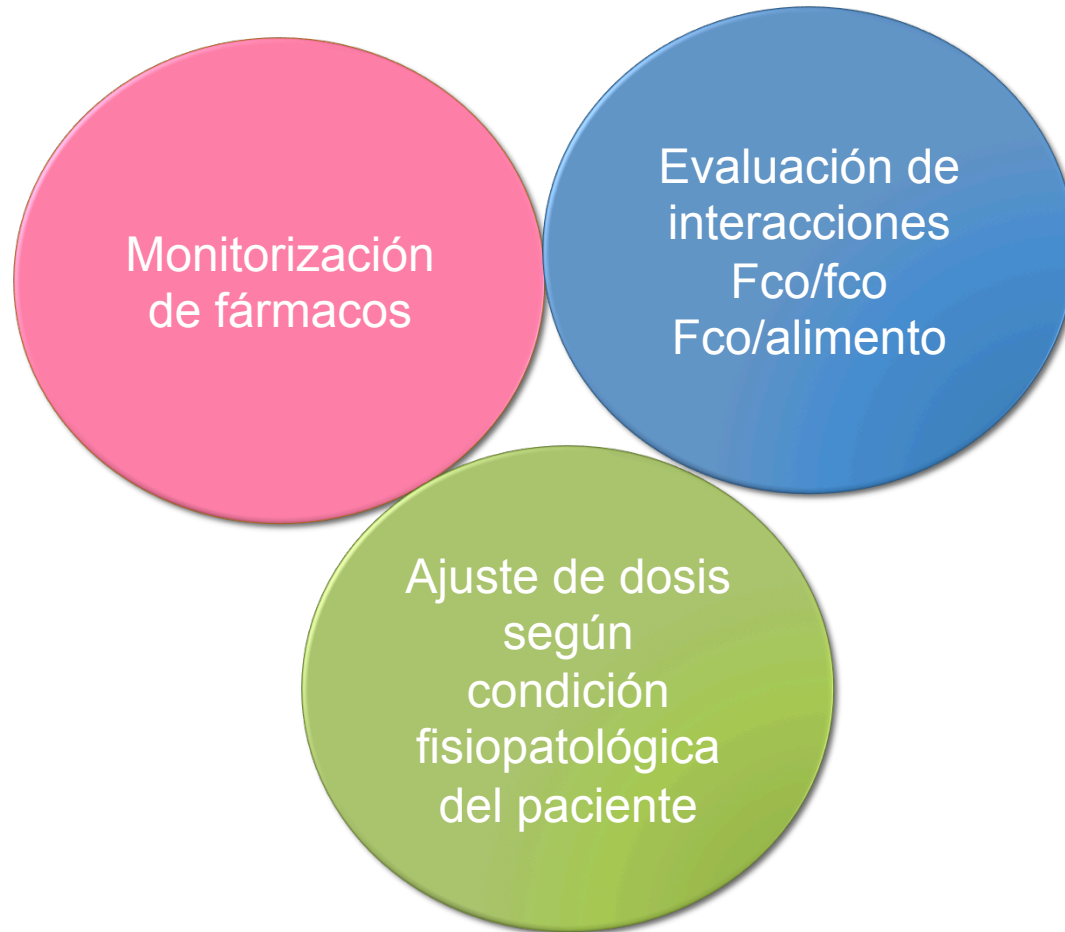 Monitorización
de fármacos
Evaluación de
interacciones
Fco/fco
Fco/alimento
Ajuste de dosis
según
condición
fisiopatológica
del paciente